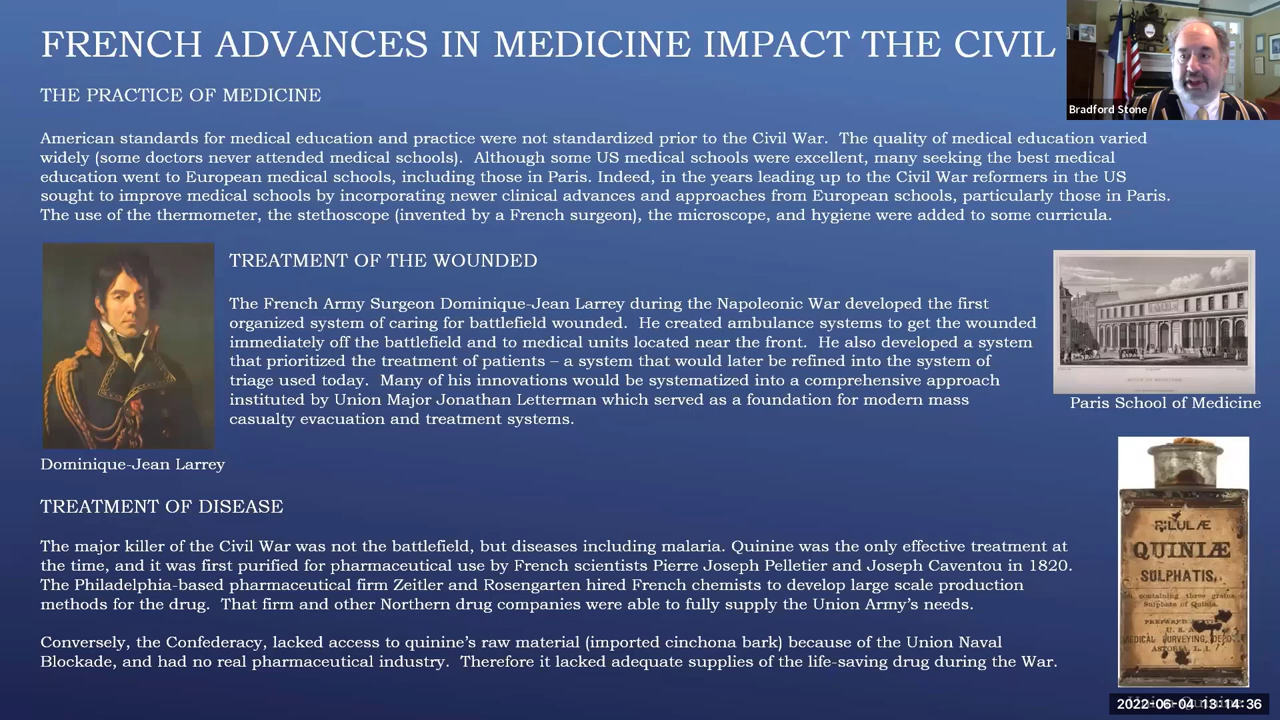 FRENCH ADVANCES IN MEDICINE IMPACT THE CIVIL
Bradford Stone
THE PRACTICE OF MEDICINE
American standards for medical education and practice were not standardized prior to the Civil War. The quality of medical education varied
widely (some doctors never attended medical schools). Although some US medical schools were excellent, many seeking the best medical
education went to European medical schools, including those in Paris. Indeed, in the years leading up to the Civil War reformers in the US
sought to improve medical schools by incorporating newer clinical advances and approaches from European schools, particularly those in Paris.
The use of the thermometer, the stethoscope (invented by a French surgeon), the microscope, and hygiene were added to some curricula.
TREATMENT OF THE WOUNDED
The French Army Surgeon Dominique-Jean Larrey during the Napoleonic War developed the first
organized system of caring for battlefield wounded. He created ambulance systems to get the wounded
immediately off the battlefield and to medical units located near the front. He also developed a system
that prioritized the treatment of patients – a system that would later be refined into the system of
triage used today. Many of his innovations would be systematized into a comprehensive approach
instituted by Union Major Jonathan Letterman which served as a foundation for modern mass
casualty evacuation and treatment systems.
Paris School of Medicine
Dominique-Jean Larrey
TREATMENT OF DISEASE
The major killer of the Civil War was not the battlefield, but diseases including malaria. Quinine was the only effective treatment at
the time, and it was first purified for pharmaceutical use by French scientists Pierre Joseph Pelletier and Joseph Caventou in 1820.
The Philadelphia-based pharmaceutical firm Zeitler and Rosengarten hired French chemists to develop large scale production
methods for the drug. That firm and other Northern drug companies were able to fully supply the Union Army's needs.
Conversely, the Confederacy, lacked access to quinine's raw material (imported cinchona bark) because of the Union Naval
Blockade, and had no real pharmaceutical industry. Therefore it lacked adequate supplies of the life-saving drug during the War.
PILULÆ
QUINIÆ
SULPHATIS,
containing three grains
Sulphate of Quinia.
PREPARED
U. S. A.
MEDICAL PURVEYING DEPOT
ASTORIA, L. I.
2022-06-04 13:14:36